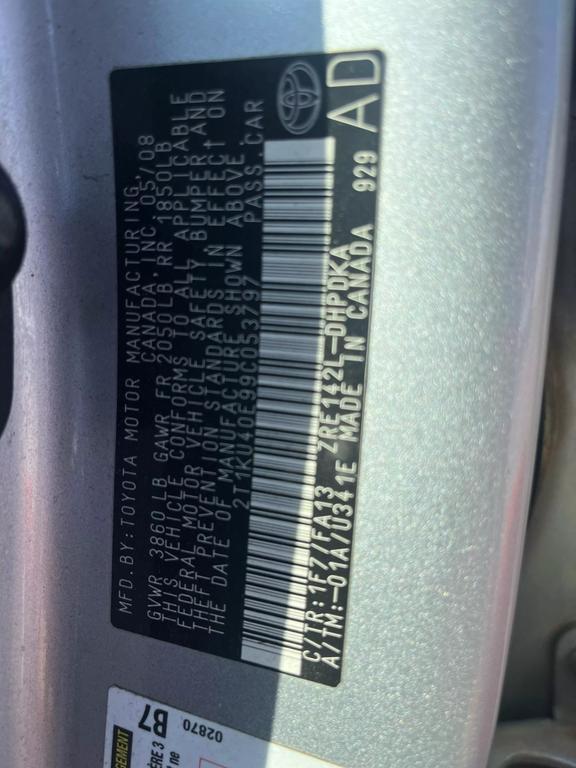 MFD. BY: TOYOTA MOTOR MANUFACTURING,
CANADA, INC. 05/08
GVWR 3860 LB GAWR FR 2050LB RR 1850LB
THIS VEHICLE CONFORMS TO ALL APPLICABLE
FEDERAL MOTOR VEHICLE SAFETY, BUMPER, AND
THEFT PREVENTION STANDARDS IN EFFECT ON
THE DATE OF MANUFACTURE SHOWN ABOVE
2T1KU40E99C053797 PASS. CAR
C/TR: 1F7/FA13 ZRE142L-DHPDKA
A/TM:-01A/U341E MADE IN CANADA 929
AD
B7
02870